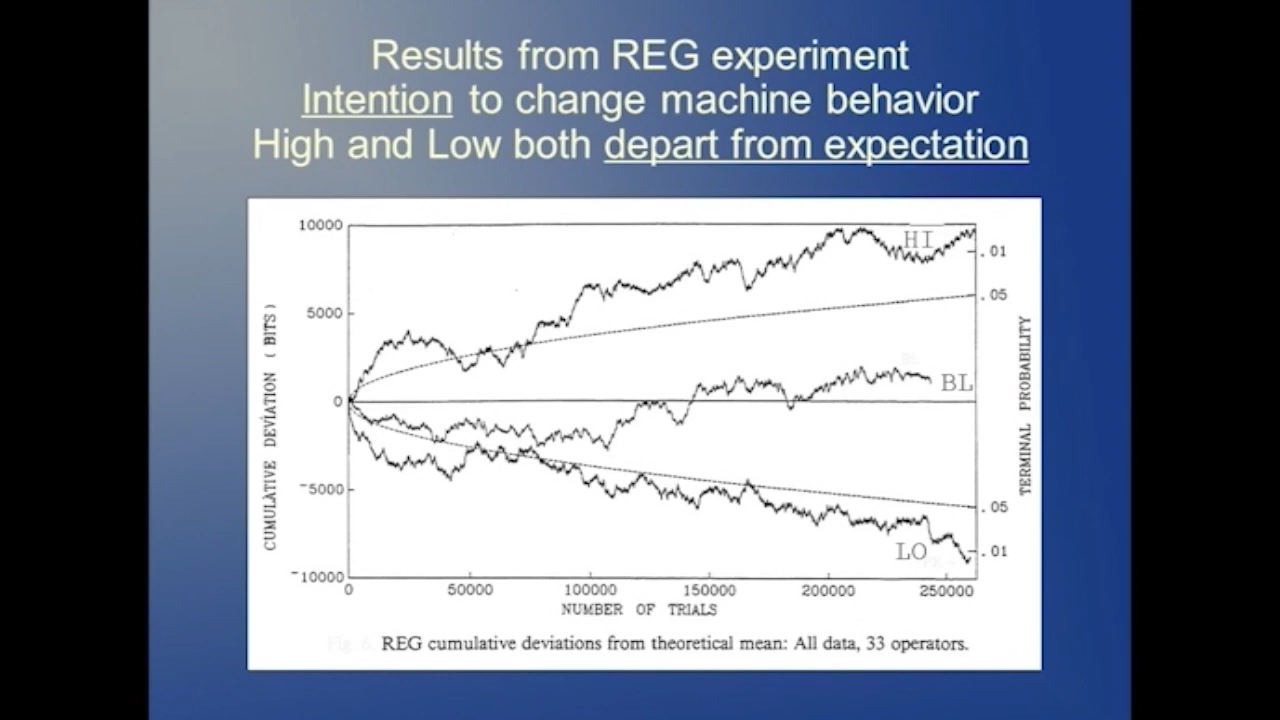 Results from REG experiment
Intention to change machine behavior
High and Low both depart from expectation
10000
5000
0
-5000
-10000
CUMULATIVE DEVIATION ( BITS )
HI
BL
LO
.01
.05
.05
.01
TERMINAL PROBABILITY
0 50000 100000 150000 200000 250000
NUMBER OF TRIALS
REG cumulative deviations from theoretical mean: All data, 33 operators.